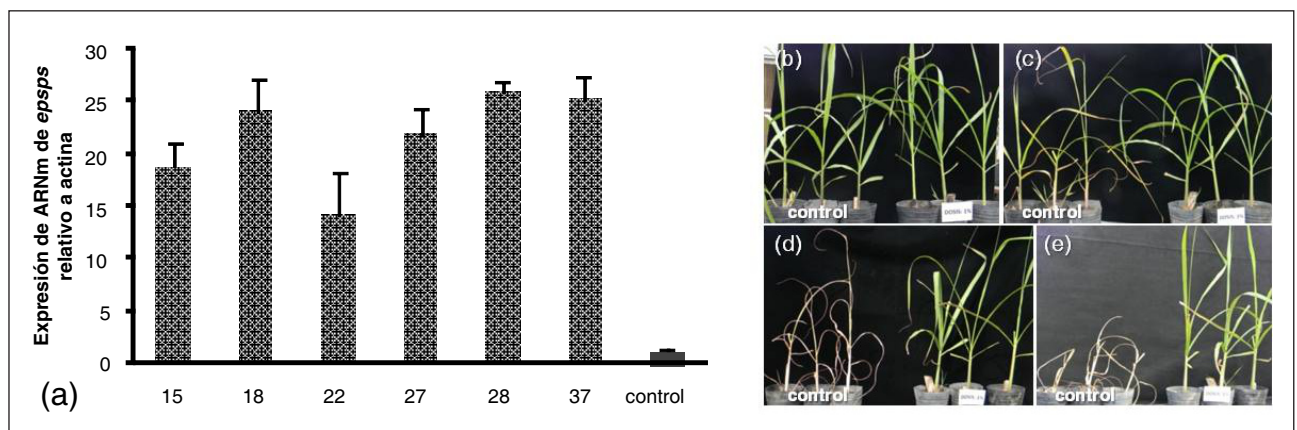 Expresión de ARNm de epsps
relativo a actina
30
25
20
15
10
5
0
15 18 22 27 28 37 control
(a)
(b)
control
(c)
control
(d)
control
(e)
control